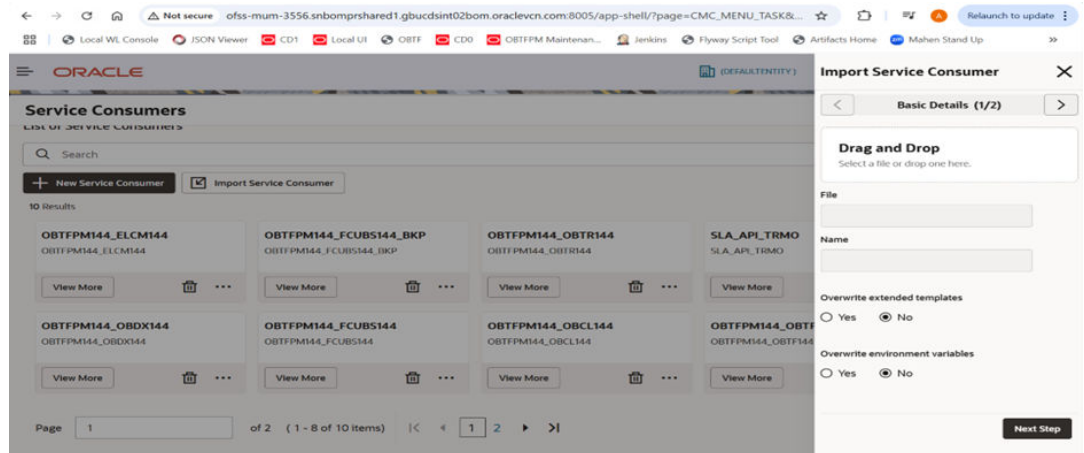 Not secure ofss-mum-3556.snbomprshared1.gbucdsint02bom.oraclevcn.com:8005/app-shell/?page=CMC_MENU_TASK&... A Relaunch to update
Local WL Console JSON Viewer CD1 Local UI OBTF CD0 OBTFPM Maintenan... Jenkins Flyway Script Tool Artifacts Home Mahen Stand Up »
ORACLE (DEFAULTENTITY)
Service Consumers
List of Service Consumers
Search
New Service Consumer Import Service Consumer
10 Results
OBTFPM144_ELCM144 OBTFPM144_FCUBS144_BKP OBTFPM144_OBTR144 SLA_API_TRMO
OBTFPM144_ELCM144 OBTFPM144_FCUBS144_BKP OBTFPM144_OBTR144 SLA_API_TRMO
View More View More View More View More
OBTFPM144_OBDX144 OBTFPM144_FCUBS144 OBTFPM144_OBCL144 OBTFPM144_OBTF
OBTFPM144_OBDX144 OBTFPM144_FCUBS144 OBTFPM144_OBCL144 OBTFPM144_OBTF144
View More View More View More View More
Page 1 of 2 (1 - 8 of 10 items) 1 2
Import Service Consumer
Basic Details (1/2)
Drag and Drop
Select a file or drop one here.
File
Name
Overwrite extended templates
Yes No
Overwrite environment variables
Yes No
Next Step